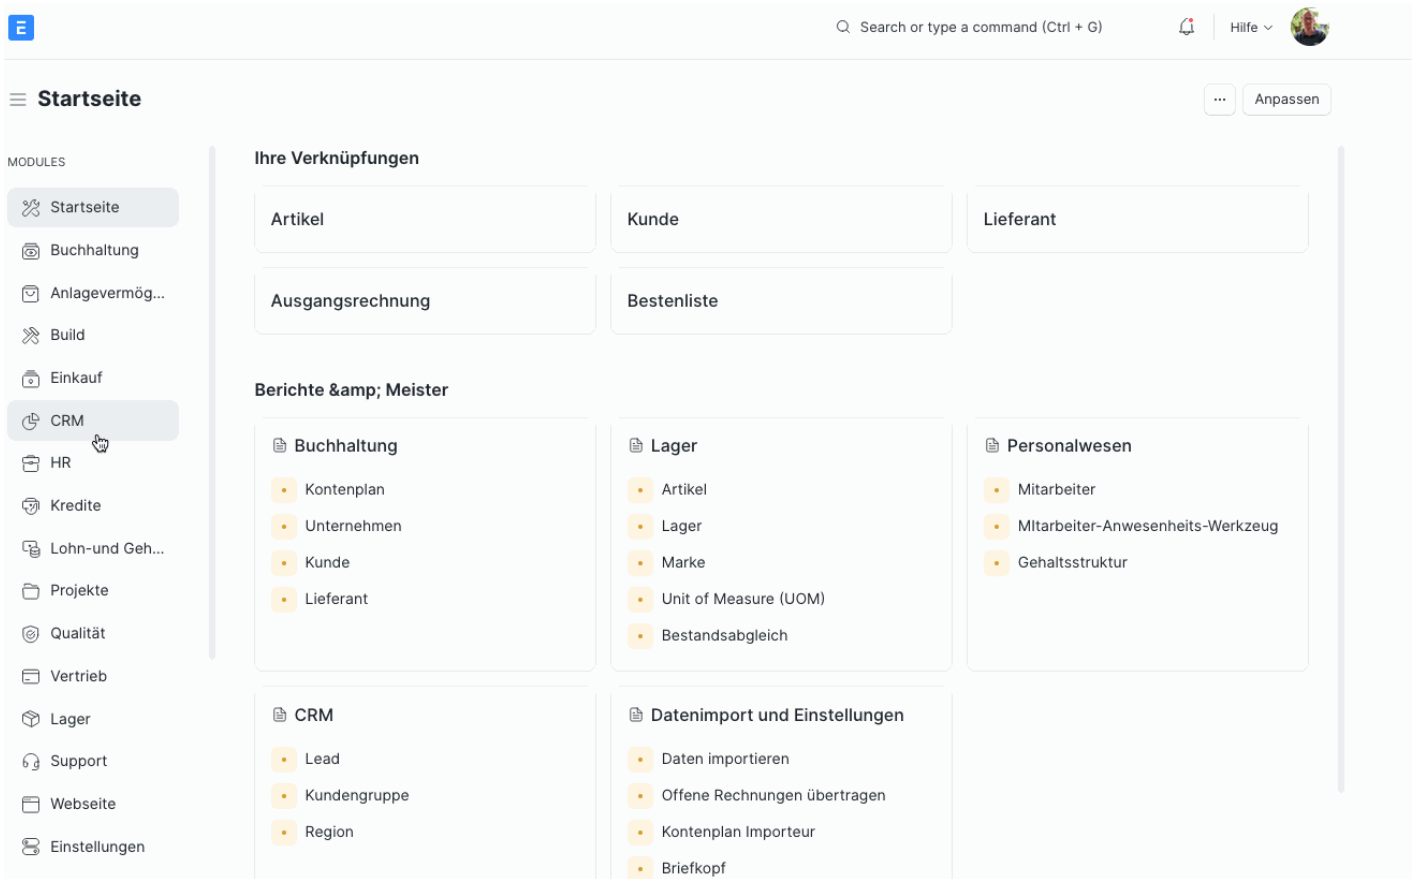 E
Search or type a command (Ctrl + G)
Hilfe
Startseite
...
Anpassen
MODULES
Startseite
Buchhaltung
Anlagevermög...
Build
Einkauf
CRM
HR
Kredite
Lohn-und Geh...
Projekte
Qualität
Vertrieb
Lager
Support
Webseite
Einstellungen
Ihre Verknüpfungen
Artikel
Kunde
Lieferant
Ausgangsrechnung
Bestenliste
Berichte &amp; Meister
Buchhaltung
Kontenplan
Unternehmen
Kunde
Lieferant
Lager
Artikel
Lager
Marke
Unit of Measure (UOM)
Bestandsabgleich
Personalwesen
Mitarbeiter
MItarbeiter-Anwesenheits-Werkzeug
Gehaltsstruktur
CRM
Lead
Kundengruppe
Region
Datenimport und Einstellungen
Daten importieren
Offene Rechnungen übertragen
Kontenplan Importeur
Briefkopf